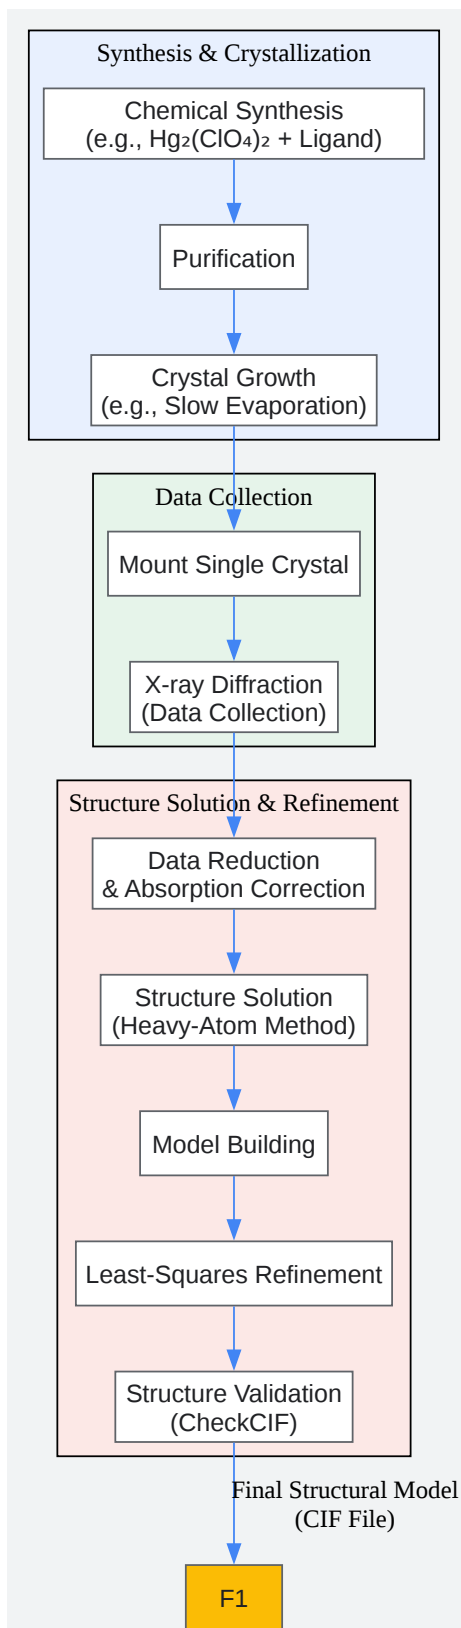 Synthesis & Crystallization
Chemical Synthesis
(e.g., Hg₂(ClO₄)₂ + Ligand)
Purification
Crystal Growth
(e.g., Slow Evaporation)
Data Collection
Mount Single Crystal
X-ray Diffraction
(Data Collection)
Structure Solution & Refinement
Data Reduction
& Absorption Correction
Structure Solution
(Heavy-Atom Method)
Model Building
Least-Squares Refinement
Structure Validation
(CheckCIF)
Final Structural Model
(CIF File)
F1